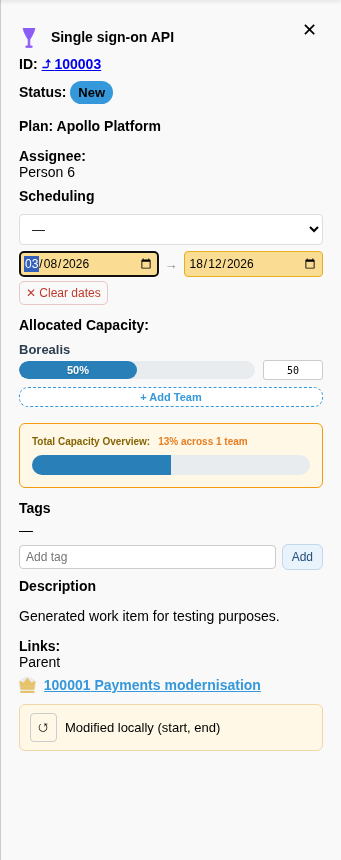 Single sign-on API
✕
ID: ⤴ 100003
Status: New
Plan: Apollo Platform
Assignee:
Person 6
Scheduling
—
03/08/2026 → 18/12/2026
✕ Clear dates
Allocated Capacity:
Borealis
50% 50
+ Add Team
Total Capacity Overview: 13% across 1 team
Tags
—
Add tag Add
Description
Generated work item for testing purposes.
Links:
Parent
100001 Payments modernisation
↺ Modified locally (start, end)